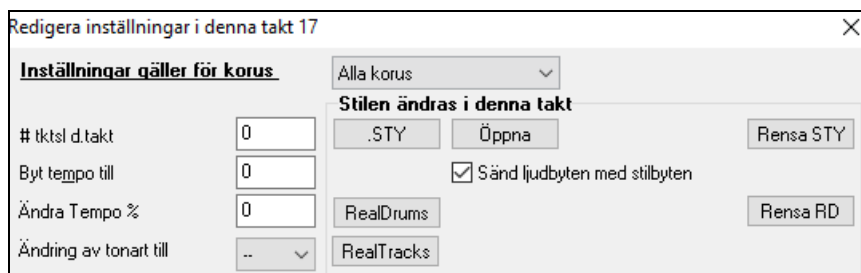 Redigera inställningar i denna takt 17
Inställningar gäller för korus Alla korus
Stilen ändras i denna takt
# tktsl d.takt 0 .STY Öppna Rensa STY
Byt tempo till 0 Sänd ljudbyten med stilbyten
Ändra Tempo % 0 RealDrums Rensa RD
Ändring av tonart till -- RealTracks